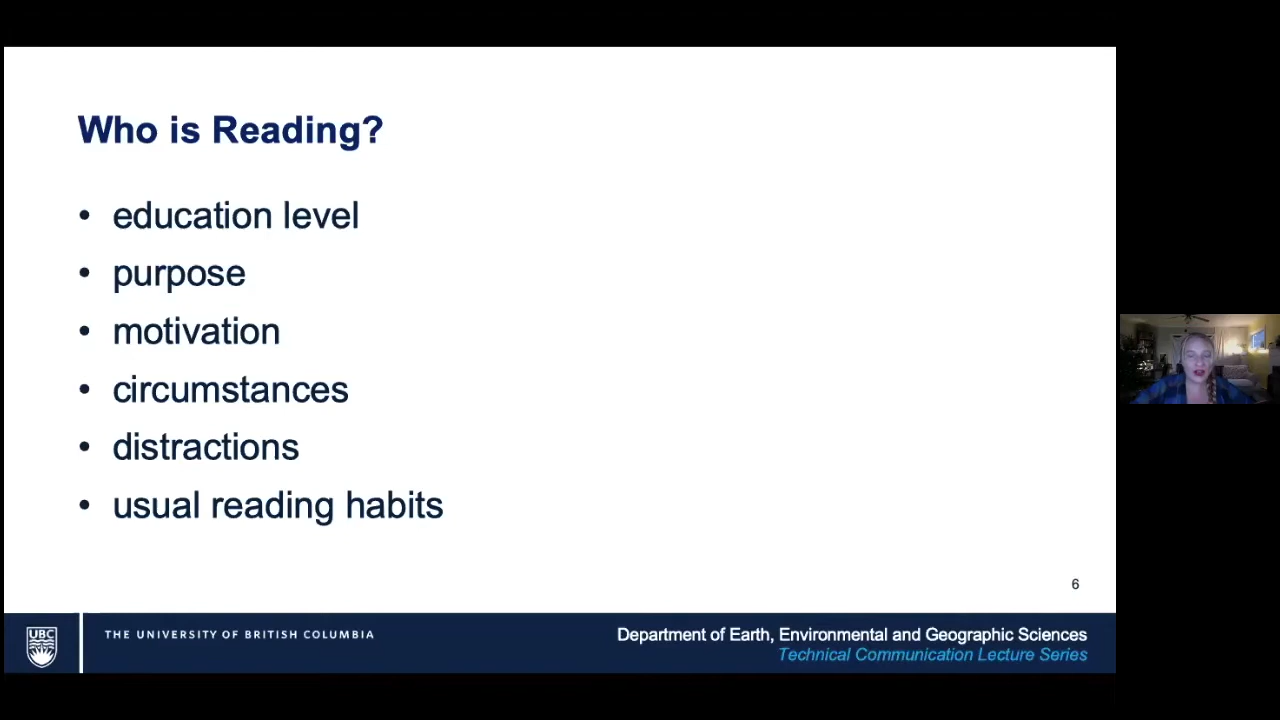 Who is Reading?
• education level
• purpose
• motivation
• circumstances
• distractions
• usual reading habits
6
UBC
THE UNIVERSITY OF BRITISH COLUMBIA
Department of Earth, Environmental and Geographic Sciences
Technical Communication Lecture Series